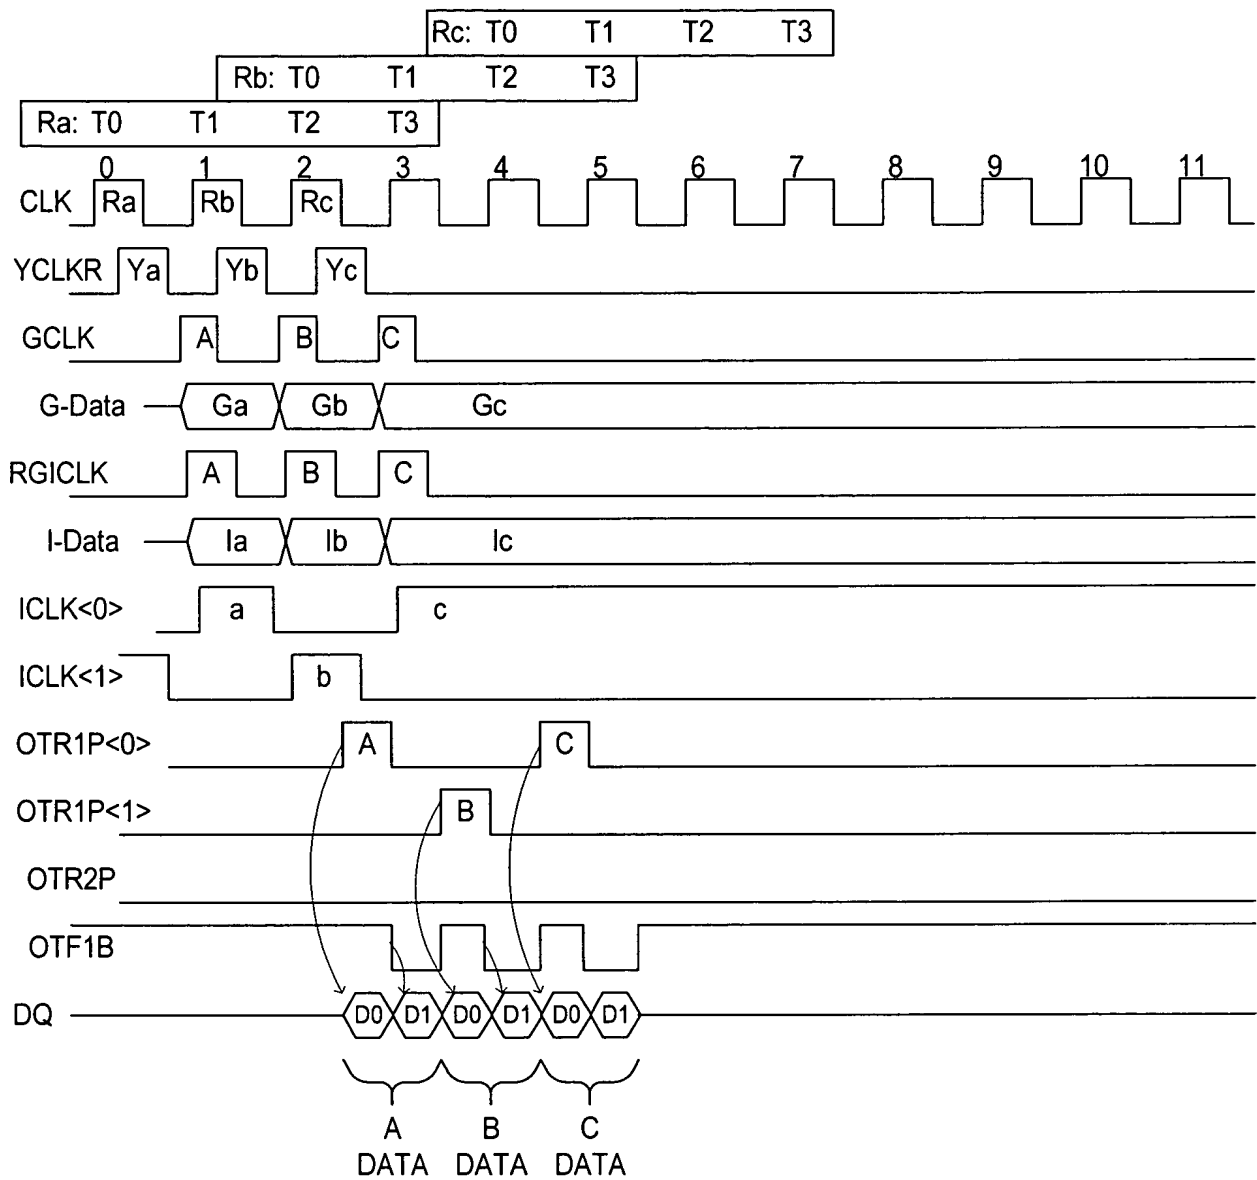 Rc: T0 T1 T2 T3
Rb: T0 T1 T2 T3
Ra: T0 T1 T2 T3
0 1 2 3 4 5 6 7 8 9 10 11
CLK Ra Rb Rc
YCLKR Ya Yb Yc
GCLK A B C
G-Data Ga Gb Gc
RGICLK A B C
I-Data Ia Ib Ic
ICLK<0> a c
ICLK<1> b
OTR1P<0> A C
OTR1P<1> B
OTR2P
OTF1B
DQ D0 D1 D0 D1 D0 D1
A B C
DATA DATA DATA